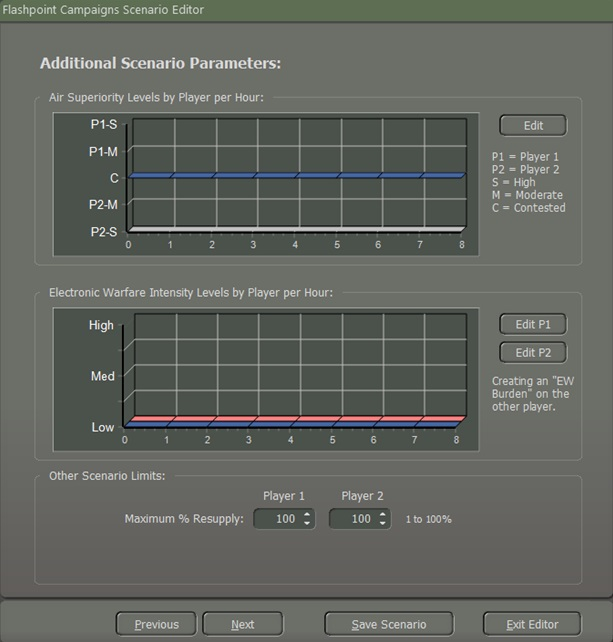 Flashpoint Campaigns Scenario Editor
Additional Scenario Parameters:
Air Superiority Levels by Player per Hour:
P1-S
P1-M
C
P2-M
P2-S
0 1 2 3 4 5 6 7 8
Edit
P1 = Player 1
P2 = Player 2
S = High
M = Moderate
C = Contested
Electronic Warfare Intensity Levels by Player per Hour:
High
Med
Low
0 1 2 3 4 5 6 7 8
Edit P1
Edit P2
Creating an "EW
Burden" on the
other player.
Other Scenario Limits:
Player 1 Player 2
Maximum % Resupply: 100 100 1 to 100%
Previous Next Save Scenario Exit Editor